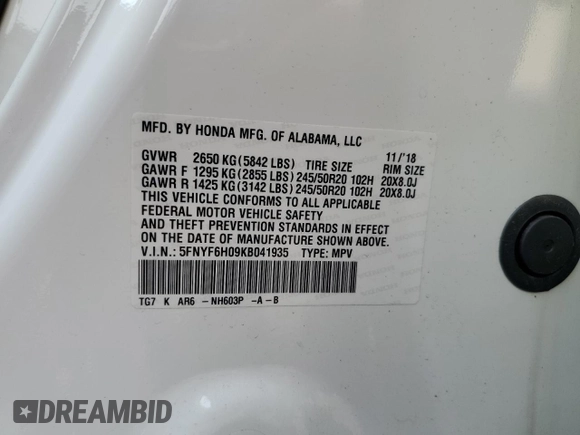 MFD. BY HONDA MFG. OF ALABAMA, LLC
GVWR 2650 KG (5842 LBS) TIRE SIZE 11/'18 RIM SIZE
GAWR F 1295 KG (2855 LBS) 245/50R20 102H 20X8.0J
GAWR R 1425 KG (3142 LBS) 245/50R20 102H 20X8.0J
THIS VEHICLE CONFORMS TO ALL APPLICABLE
FEDERAL MOTOR VEHICLE SAFETY
AND THEFT PREVENTION STANDARDS IN EFFECT
ON THE DATE OF MANUFACTURE SHOWN ABOVE.
V.I.N.: 5FNYF6H09KB041935 TYPE: MPV
TG7 K AR6 -NH603P -A-B
DREAMBID